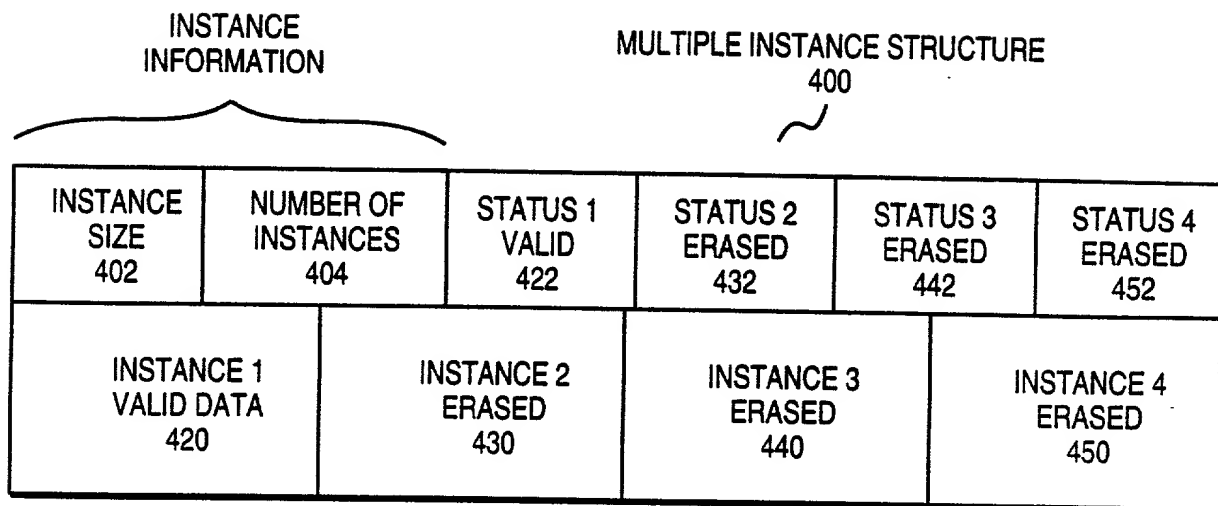 INSTANCE
INFORMATION
MULTIPLE INSTANCE STRUCTURE
400
INSTANCE
SIZE
402
NUMBER OF
INSTANCES
404
STATUS 1
VALID
422
STATUS 2
ERASED
432
STATUS 3
ERASED
442
STATUS 4
ERASED
452
INSTANCE 1
VALID DATA
420
INSTANCE 2
ERASED
430
INSTANCE 3
ERASED
440
INSTANCE 4
ERASED
450